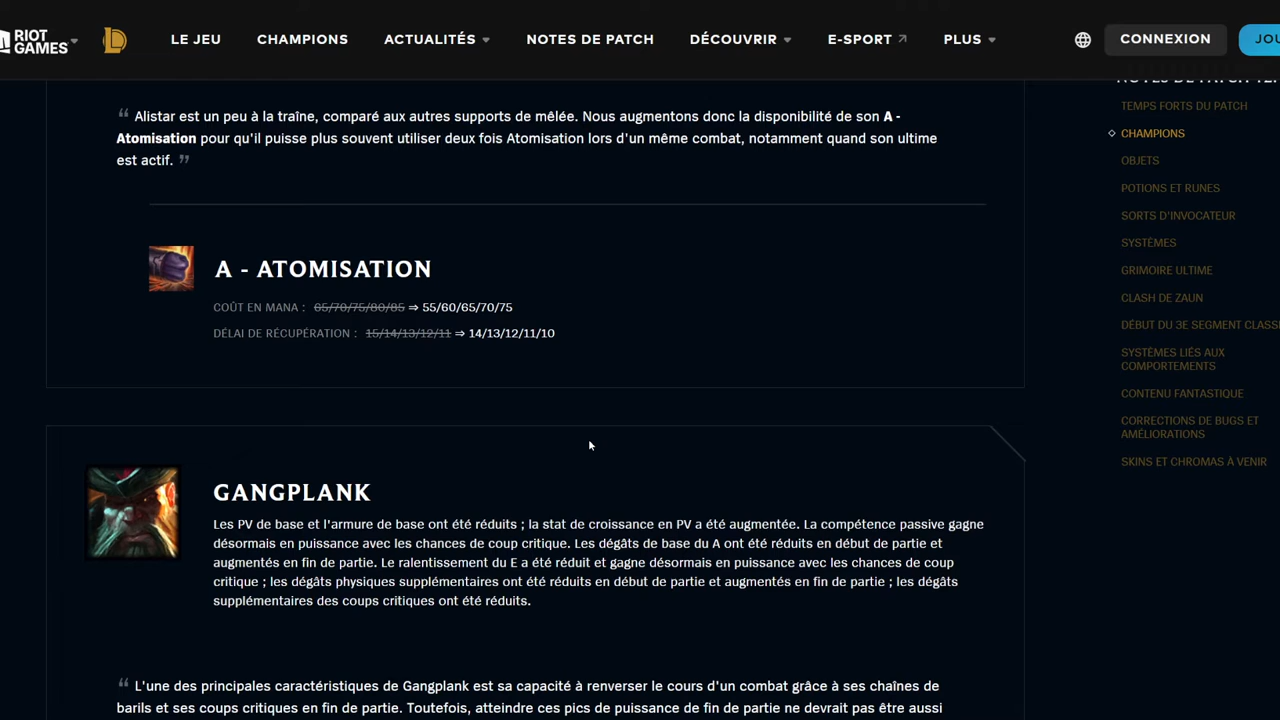 RIOT GAMES
LE JEU CHAMPIONS ACTUALITÉS NOTES DE PATCH DÉCOUVRIR E-SPORT PLUS CONNEXION
“ Alistar est un peu à la traîne, comparé aux autres supports de mêlée. Nous augmentons donc la disponibilité de son A -
Atomisation pour qu'il puisse plus souvent utiliser deux fois Atomisation lors d'un même combat, notamment quand son ultime
est actif. ”
A - ATOMISATION
COÛT EN MANA : 65/70/75/80/85 ⇒ 55/60/65/70/75
DÉLAI DE RÉCUPÉRATION : 15/14/13/12/11 ⇒ 14/13/12/11/10
GANGPLANK
Les PV de base et l'armure de base ont été réduits ; la stat de croissance en PV a été augmentée. La compétence passive gagne
désormais en puissance avec les chances de coup critique. Les dégâts de base du A ont été réduits en début de partie et
augmentés en fin de partie. Le ralentissement du E a été réduit et gagne désormais en puissance avec les chances de coup
critique ; les dégâts physiques supplémentaires ont été réduits en début de partie et augmentés en fin de partie ; les dégâts
supplémentaires des coups critiques ont été réduits.
“ L'une des principales caractéristiques de Gangplank est sa capacité à renverser le cours d'un combat grâce à ses chaînes de
barils et ses coups critiques en fin de partie. Toutefois, atteindre ces pics de puissance de fin de partie ne devrait pas être aussi
TEMPS FORTS DU PATCH
CHAMPIONS
OBJETS
POTIONS ET RUNES
SORTS D'INVOCATEUR
SYSTÈMES
GRIMOIRE ULTIME
CLASH DE ZAUN
DÉBUT DU 3E SEGMENT CLASS
SYSTÈMES LIÉS AUX
COMPORTEMENTS
CONTENU FANTASTIQUE
CORRECTIONS DE BUGS ET
AMÉLIORATIONS
SKINS ET CHROMAS À VENIR